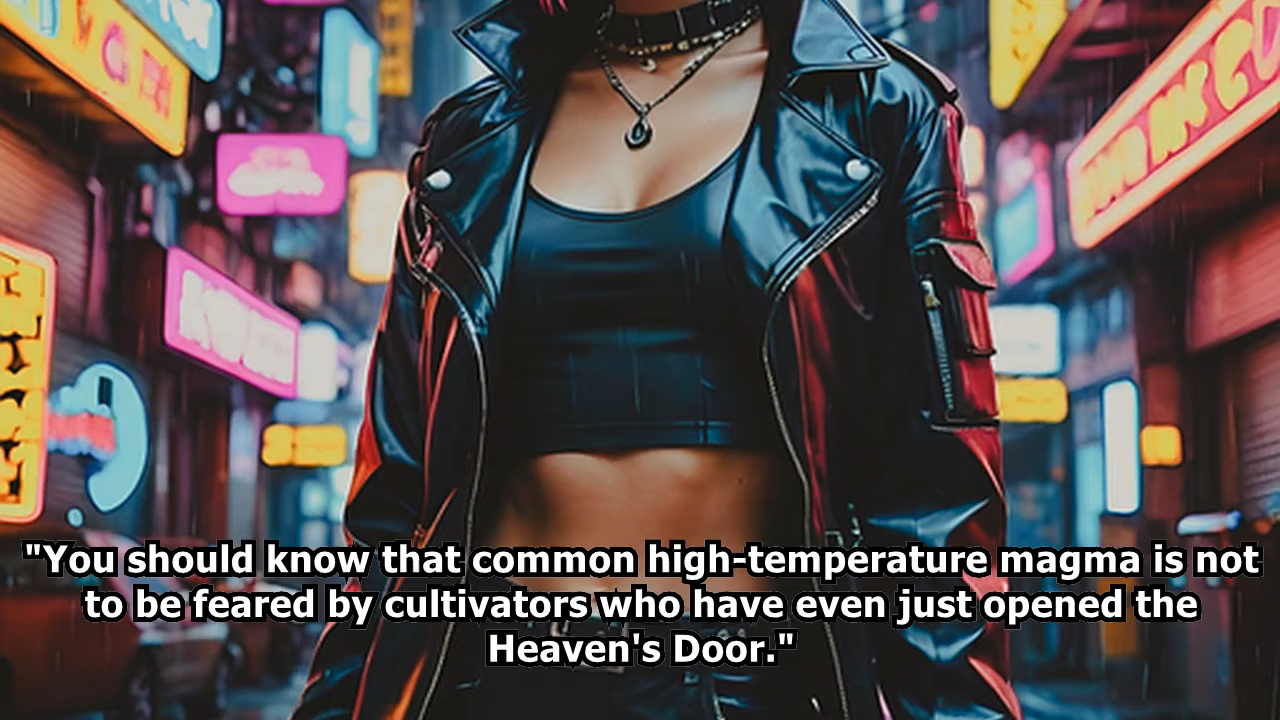 "You should know that common high-temperature magma is not
to be feared by cultivators who have even just opened the
Heaven's Door."